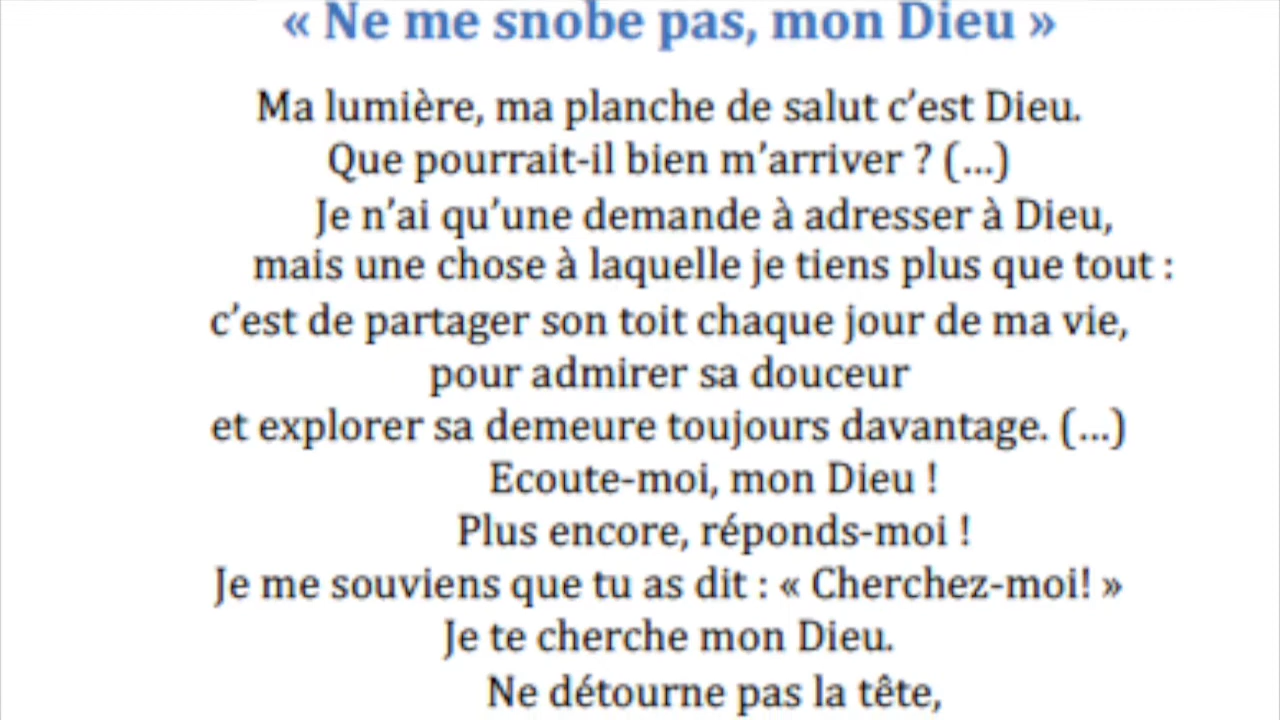 « Ne me snobe pas, mon Dieu »
Ma lumière, ma planche de salut c’est Dieu.
Que pourrait-il bien m’arriver ? (…)
Je n’ai qu’une demande à adresser à Dieu,
mais une chose à laquelle je tiens plus que tout :
c’est de partager son toit chaque jour de ma vie,
pour admirer sa douceur
et explorer sa demeure toujours davantage. (…)
Ecoute-moi, mon Dieu !
Plus encore, réponds-moi !
Je me souviens que tu as dit : « Cherchez-moi! »
Je te cherche mon Dieu.
Ne détourne pas la tête,